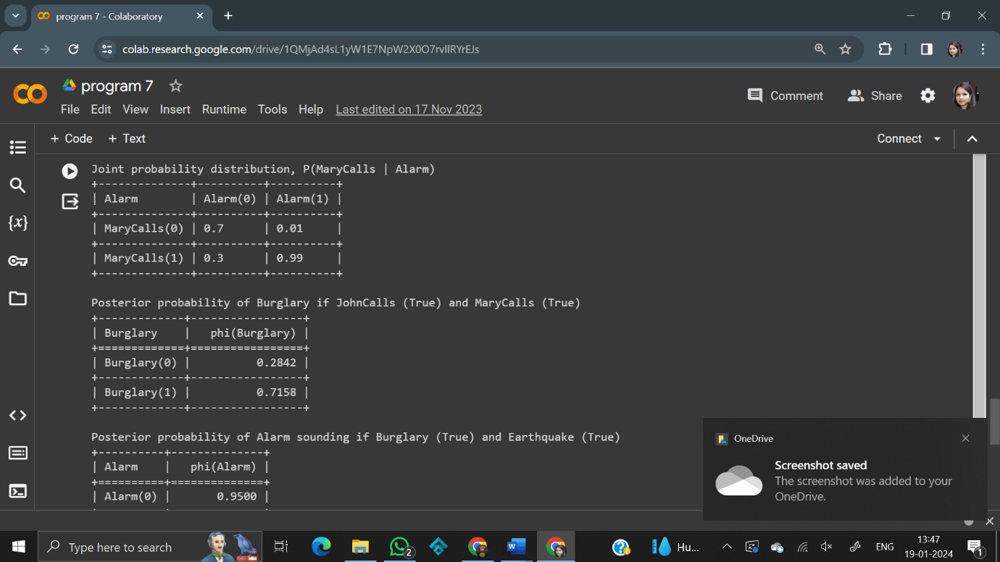 program 7 - Colaboratory
colab.research.google.com/drive/1QMjAd4sL1yW1E7NpW2X0O7rvllRYrEJs
program 7
Comment
Share
File Edit View Insert Runtime Tools Help Last edited on 17 Nov 2023
+ Code + Text
Connect
Joint probability distribution, P(MaryCalls | Alarm)
+--------------+----------+----------+
| Alarm        | Alarm(0) | Alarm(1) |
+--------------+----------+----------+
| MaryCalls(0) | 0.7      | 0.01     |
+--------------+----------+----------+
| MaryCalls(1) | 0.3      | 0.99     |
+--------------+----------+----------+
Posterior probability of Burglary if JohnCalls (True) and MaryCalls (True)
+-------------+-----------------+
| Burglary    |   phi(Burglary) |
+=============+=================+
| Burglary(0) |          0.2842 |
+-------------+-----------------+
| Burglary(1) |          0.7158 |
+-------------+-----------------+
Posterior probability of Alarm sounding if Burglary (True) and Earthquake (True)
+----------+--------------+
| Alarm    |   phi(Alarm) |
+==========+==============+
| Alarm(0) |       0.9500 |
{x}
OneDrive
Screenshot saved
The screenshot was added to your
OneDrive.
Type here to search
2
W
Hu...
ENG
13:47
19-01-2024
1